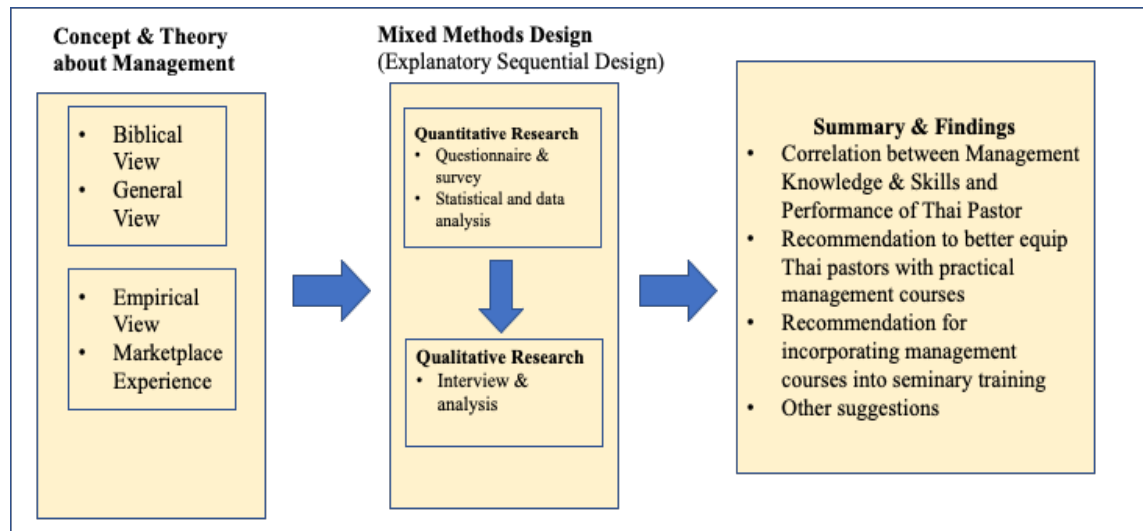 Concept & Theory
about Management
• Biblical
View
• General
View
• Empirical
View
• Marketplace
Experience
Mixed Methods Design
(Explanatory Sequential Design)
Quantitative Research
• Questionnaire &
survey
• Statistical and data
analysis
Qualitative Research
• Interview &
analysis
Summary & Findings
• Correlation between Management
Knowledge & Skills and
Performance of Thai Pastor
• Recommendation to better equip
Thai pastors with practical
management courses
• Recommendation for
incorporating management
courses into seminary training
• Other suggestions